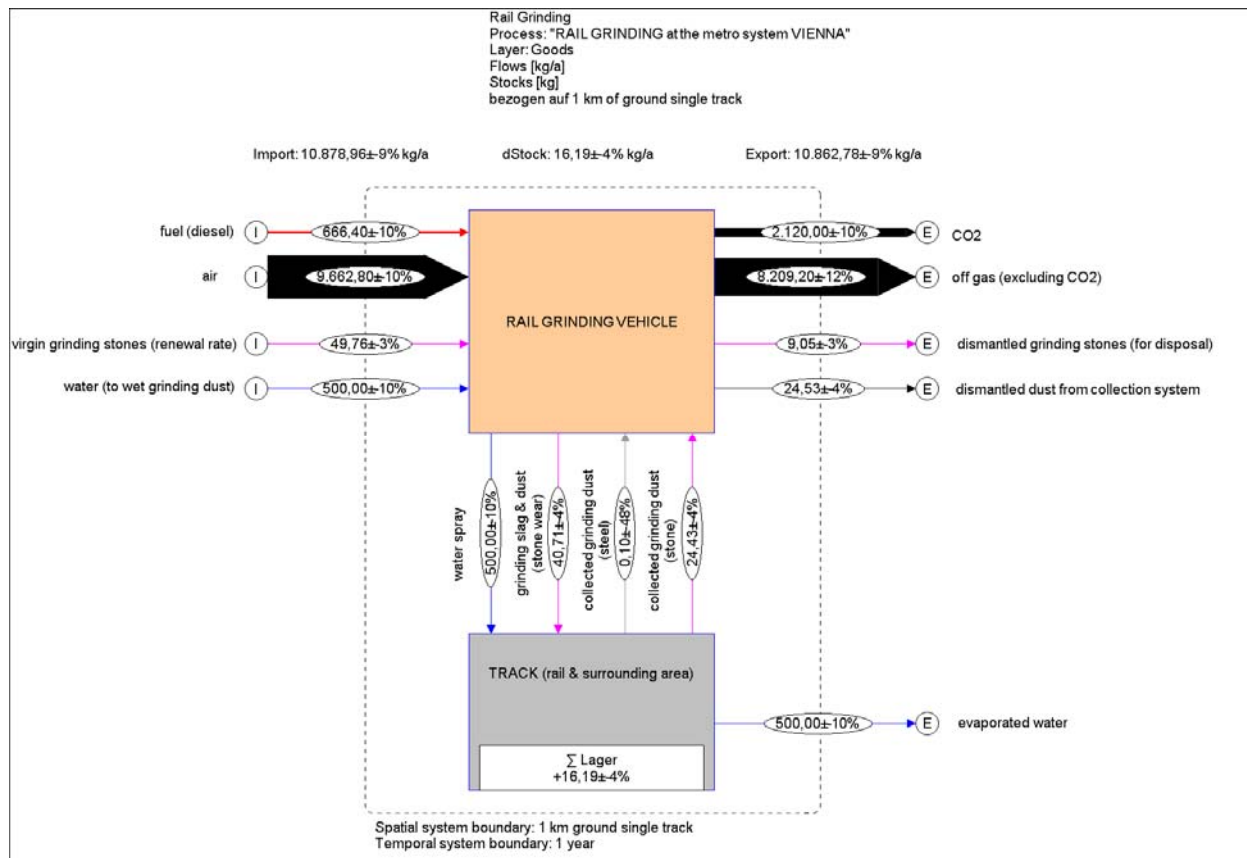 Rail Grinding
Process: "RAIL GRINDING at the metro system VIENNA"
Layer: Goods
Flows [kg/a]
Stocks [kg]
bezogen auf 1 km of ground single track
Import: 10.878,96±-9% kg/a
dStock: 16,19±-4% kg/a
Export: 10.862,78±-9% kg/a
fuel (diesel)
I
666,40±-10%
2.120,00±-10%
E
CO2
air
I
9.662,80±-10%
8.209,20±-12%
E
off gas (excluding CO2)
RAIL GRINDING VEHICLE
virgin grinding stones (renewal rate)
I
49,76±-3%
9,05±-3%
E
dismantled grinding stones (for disposal)
water (to wet grinding dust)
I
500,00±-10%
24,53±-4%
E
dismantled dust from collection system
water spray
500,00±-10%
grinding slag & dust
(stone wear)
40,71±-4%
collected grinding dust
(steel)
0,10±-48%
collected grinding dust
(stone)
24,43±-4%
TRACK (rail & surrounding area)
500,00±-10%
E
evaporated water
∑ Lager
+16,19±-4%
Spatial system boundary: 1 km ground single track
Temporal system boundary: 1 year